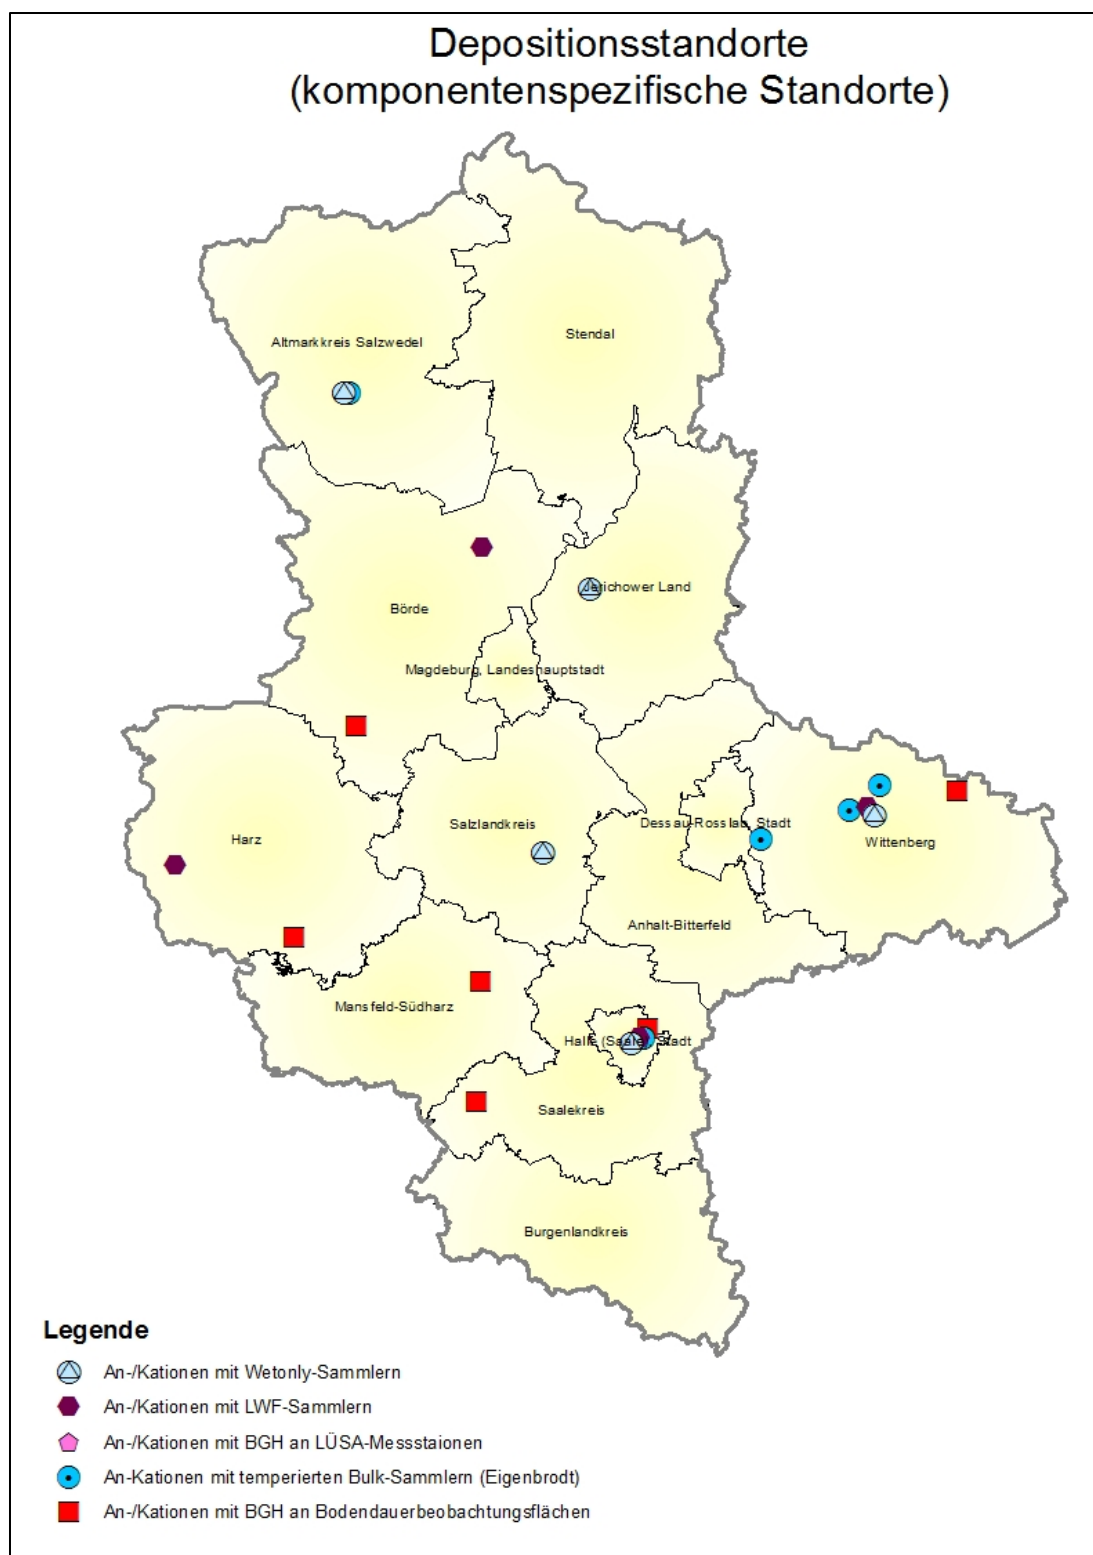 Depositionsstandorte
(komponentenspezifische Standorte)
Stendal
Altmarkkreis Salzwedel
Jerichower Land
Börde
Magdeburg, Landeshauptstadt
Salzlandkreis
Dessau-Rosslau, Stadt
Harz
Wittenberg
Anhalt-Bitterfeld
Mansfeld-Südharz
Halle (Saale), Stadt
Saalekreis
Burgenlandkreis
Legende
An-/Kationen mit Wetonly-Sammlern
An-/Kationen mit LWF-Sammlern
An-/Kationen mit BGH an LÜSA-Messstaionen
An-Kationen mit temperierten Bulk-Sammlern (Eigenbrodt)
An-/Kationen mit BGH an Bodendauerbeobachtungsflächen